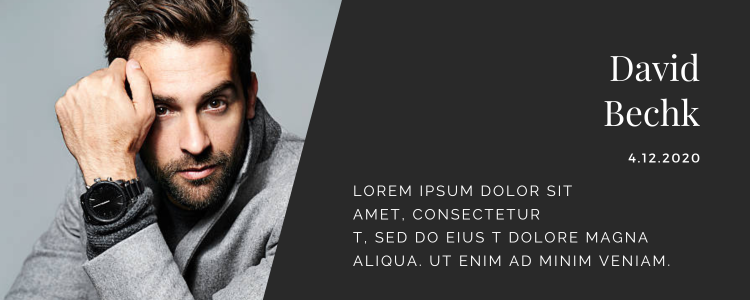 David
Bechk
4.12.2020
LOREM IPSUM DOLOR SIT
AMET, CONSECTETUR
T, SED DO EIUS T DOLORE MAGNA
ALIQUA. UT ENIM AD MINIM VENIAM.